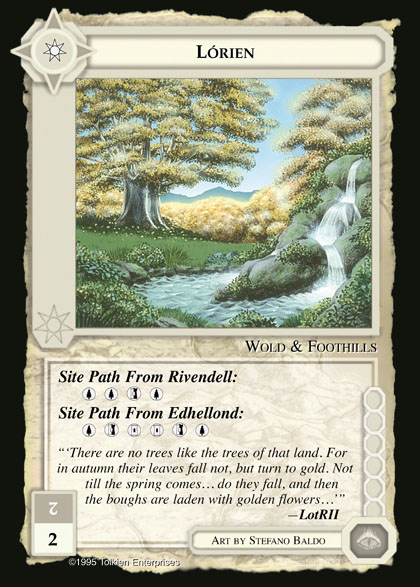 LÓRIEN
WOLD & FOOTHILLS
Site Path From Rivendell:
Site Path From Edhellond:
“‘There are no trees like the trees of that land. For
in autumn their leaves fall not, but turn to gold. Not
till the spring comes… do they fall, and then
the boughs are laden with golden flowers…’”
—LotRII
2
2
ART BY STEFANO BALDO
©1995 Tolkien Enterprises